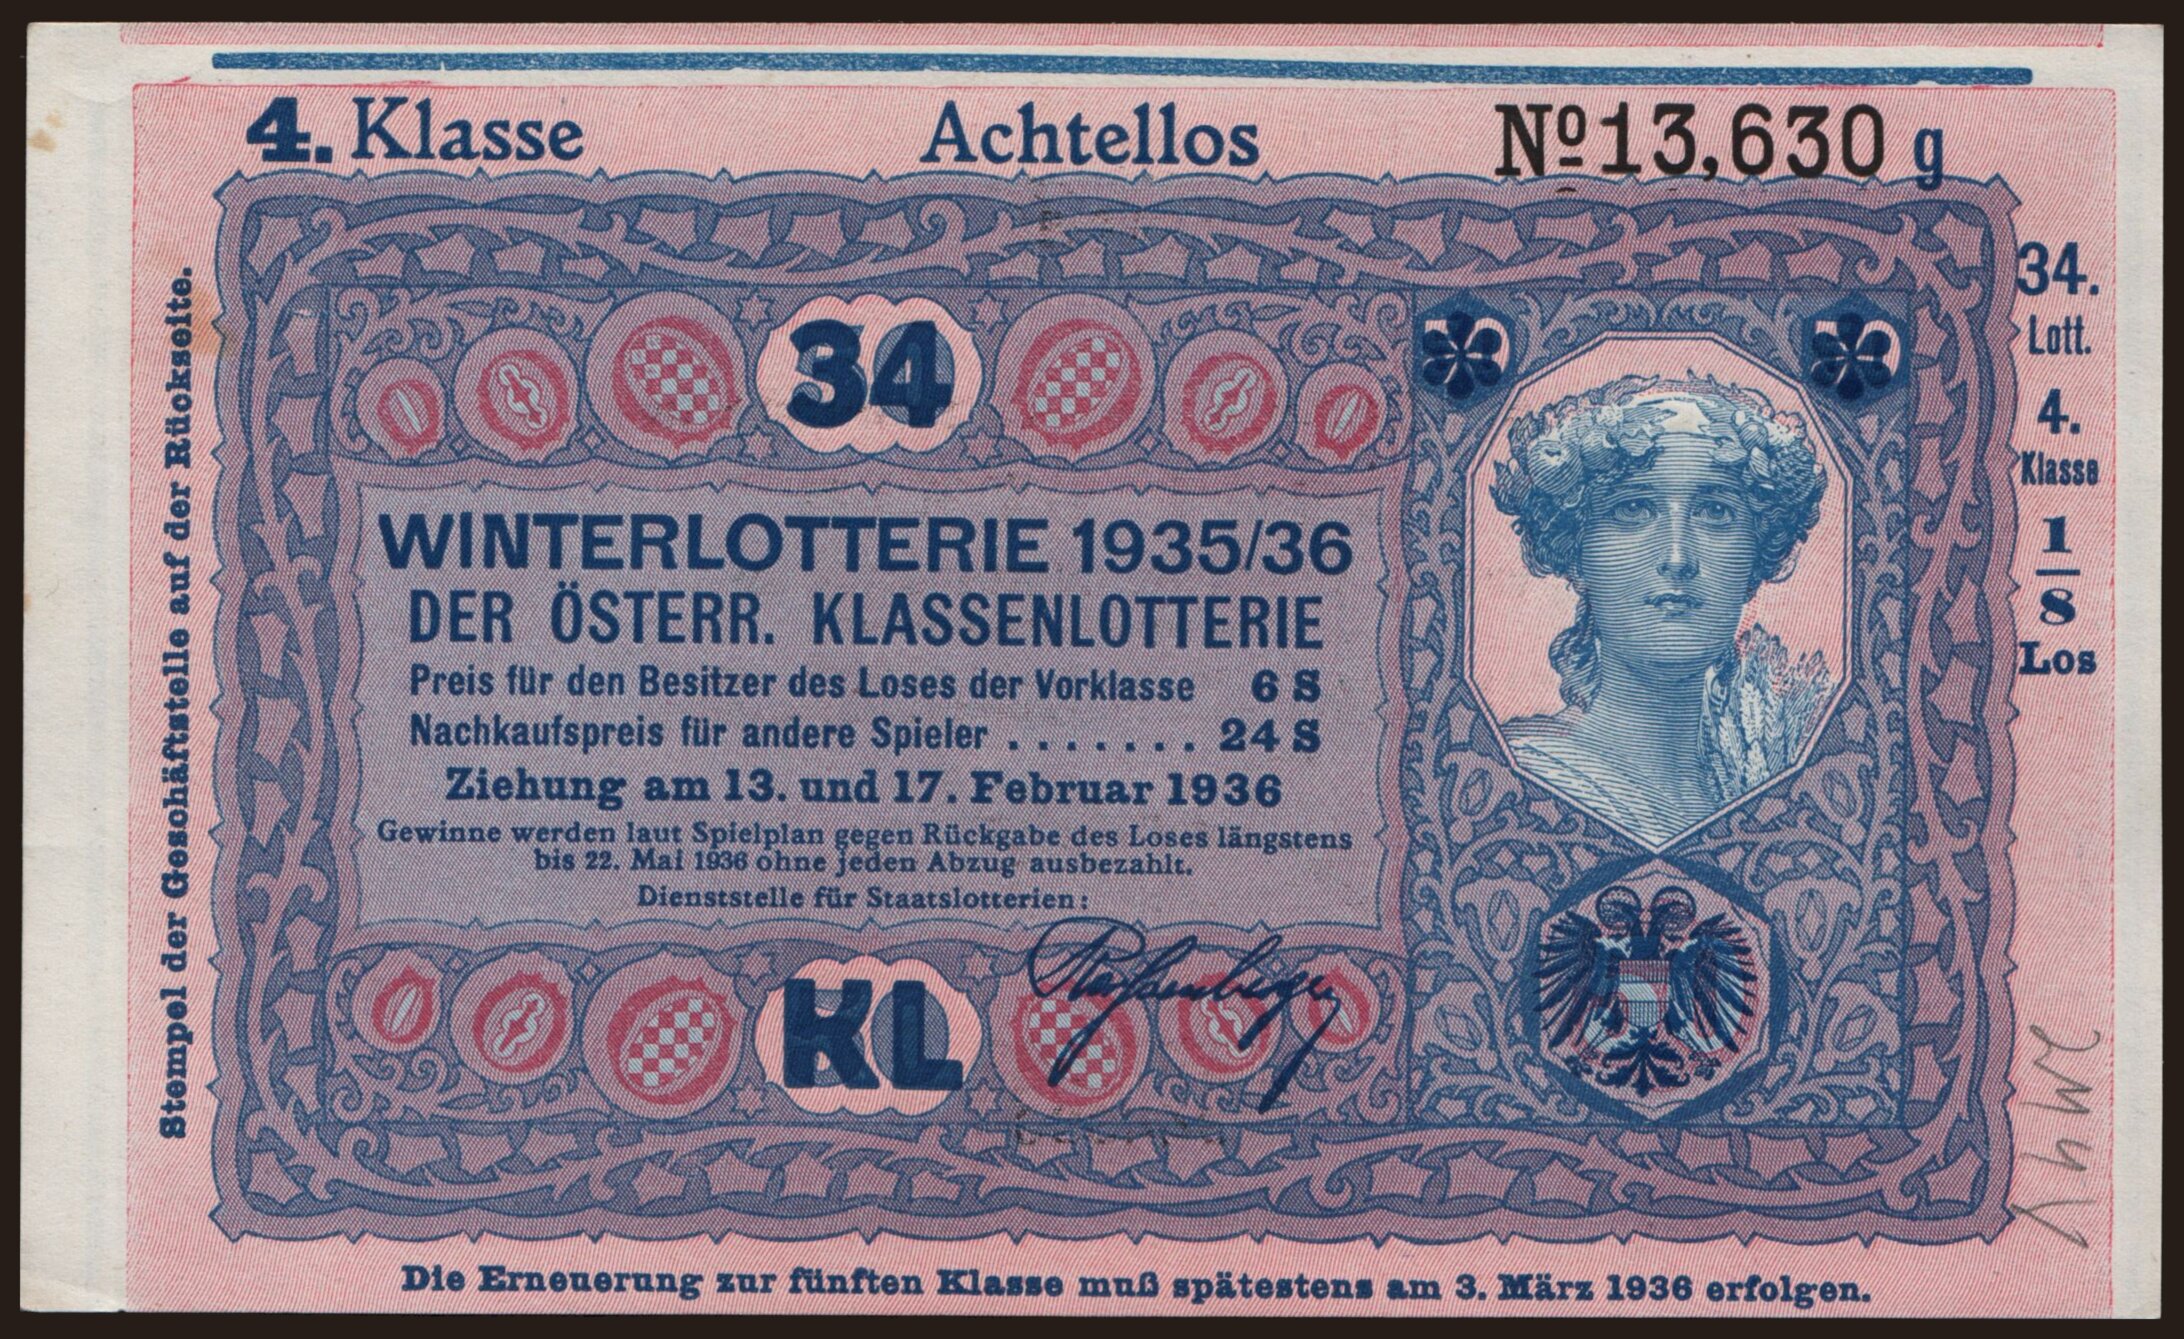 4. Klasse Achtellos Nº 13,630 g
34
WINTERLOTTERIE 1935/36
DER ÖSTERR. KLASSENLOTTERIE
Preis für den Besitzer des Loses der Vorklasse 6 S
Nachkaufspreis für andere Spieler ....... 24 S
Ziehung am 13. und 17. Februar 1936
Gewinne werden laut Spielplan gegen Rückgabe des Loses längstens
bis 22. Mai 1936 ohne jeden Abzug ausbezahlt.
Dienststelle für Staatslotterien:
KL
Die Erneuerung zur fünften Klasse muß spätestens am 3. März 1936 erfolgen.
Stempel der Geschäftstelle auf der Rückseite.
34.
Lott.
4.
Klasse
1
8
Los